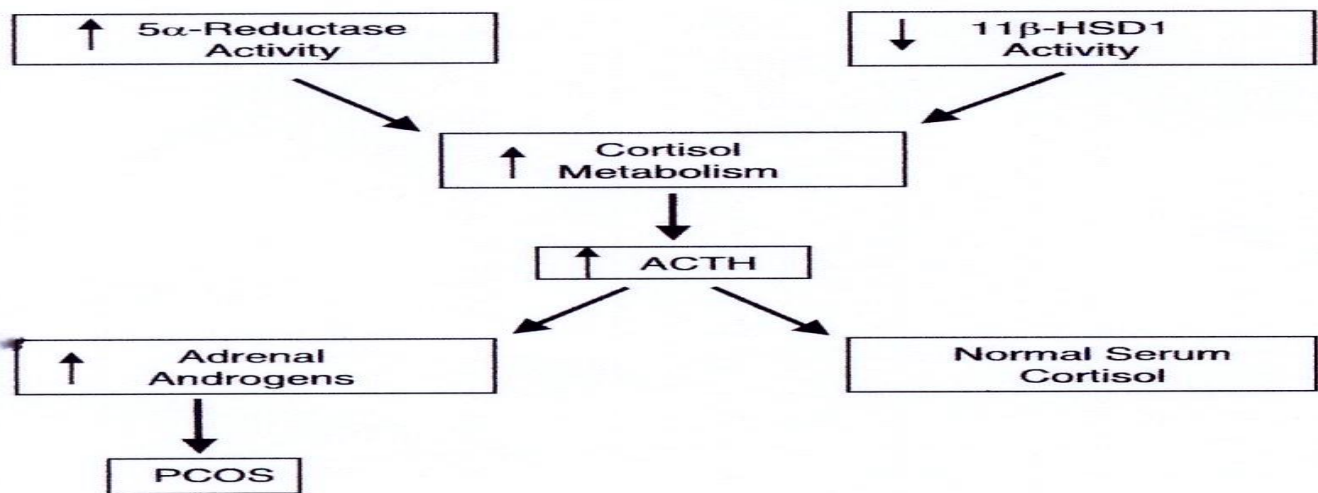 ↑ 5α-Reductase
Activity
↓ 11β-HSD1
Activity
↑ Cortisol
Metabolism
↑ ACTH
↑ Adrenal
Androgens
Normal Serum
Cortisol
PCOS